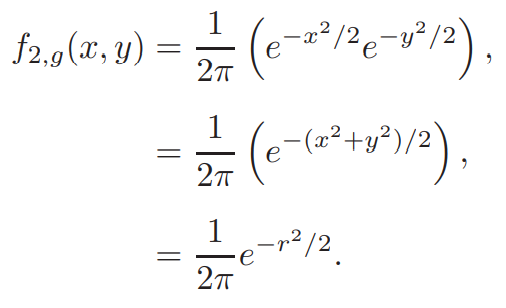 f_{2,g}(x, y) = \frac{1}{2\pi} \left( e^{-x^2/2} e^{-y^2/2} \right),
= \frac{1}{2\pi} \left( e^{-(x^2+y^2)/2} \right),
= \frac{1}{2\pi} e^{-r^2/2}.